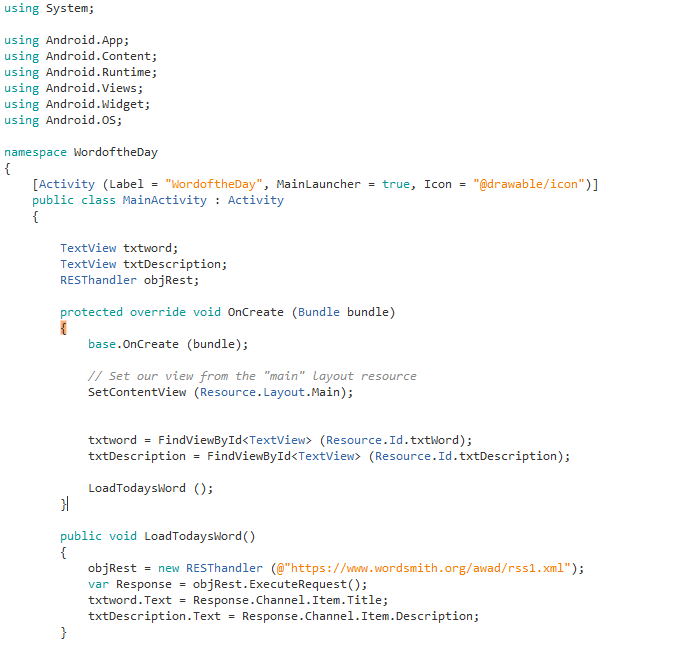 using System;
using Android.App;
using Android.Content;
using Android.Runtime;
using Android.Views;
using Android.Widget;
using Android.OS;
namespace WordoftheDay
{
[Activity (Label = "WordoftheDay", MainLauncher = true, Icon = "@drawable/icon")]
public class MainActivity : Activity
{
TextView txtword;
TextView txtDescription;
RESThandler objRest;
protected override void OnCreate (Bundle bundle)
{
base.OnCreate (bundle);
// Set our view from the "main" layout resource
SetContentView (Resource.Layout.Main);
txtword = FindViewById<TextView> (Resource.Id.txtWord);
txtDescription = FindViewById<TextView> (Resource.Id.txtDescription);
LoadTodaysWord ();
}
public void LoadTodaysWord()
{
objRest = new RESThandler (@"https://www.wordsmith.org/awad/rss1.xml");
var Response = objRest.ExecuteRequest();
txtword.Text = Response.Channel.Item.Title;
txtDescription.Text = Response.Channel.Item.Description;
}